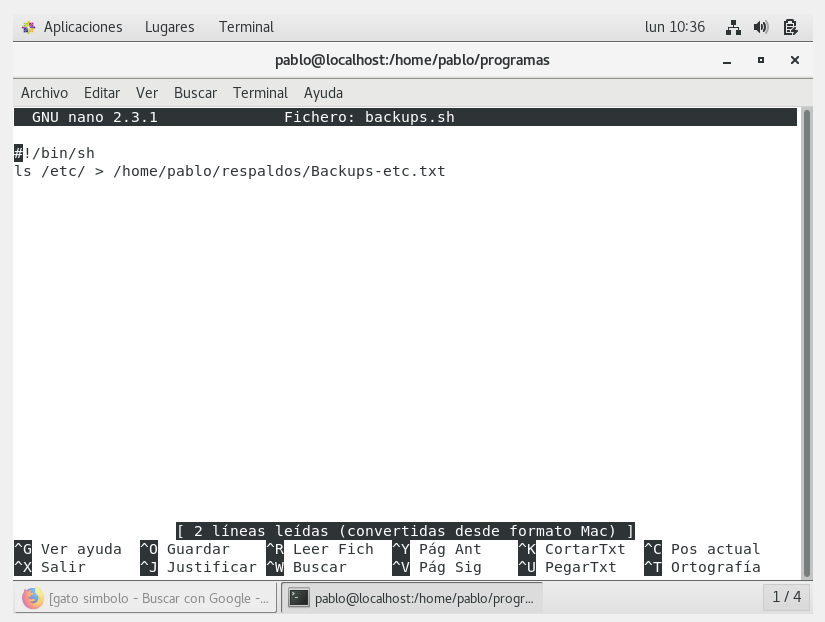 Aplicaciones Lugares Terminal lun 10:36
pablo@localhost:/home/pablo/programas
Archivo Editar Ver Buscar Terminal Ayuda
GNU nano 2.3.1 Fichero: backups.sh
#!/bin/sh
ls /etc/ > /home/pablo/respaldos/Backups-etc.txt
[ 2 líneas leídas (convertidas desde formato Mac) ]
^G Ver ayuda ^O Guardar ^R Leer Fich ^Y Pág Ant ^K CortarTxt ^C Pos actual
^X Salir ^J Justificar ^W Buscar ^V Pág Sig ^U PegarTxt ^T Ortografía
[gato simbolo - Buscar con Google -... pablo@localhost:/home/pablo/progr... 1 / 4